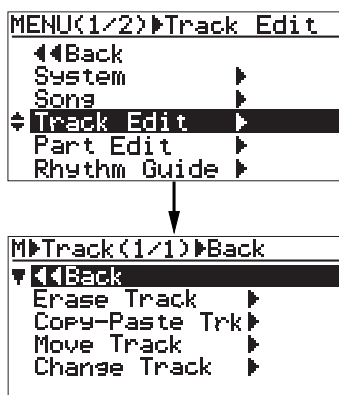 MENU(1/2)▶Track Edit
◀◀Back
System ▶
Song ▶
Track Edit ▶
Part Edit ▶
Rhythm Guide ▶
M▶Track(1/1)▶Back
◀◀Back
Erase Track ▶
Copy-Paste Trk▶
Move Track ▶
Change Track ▶